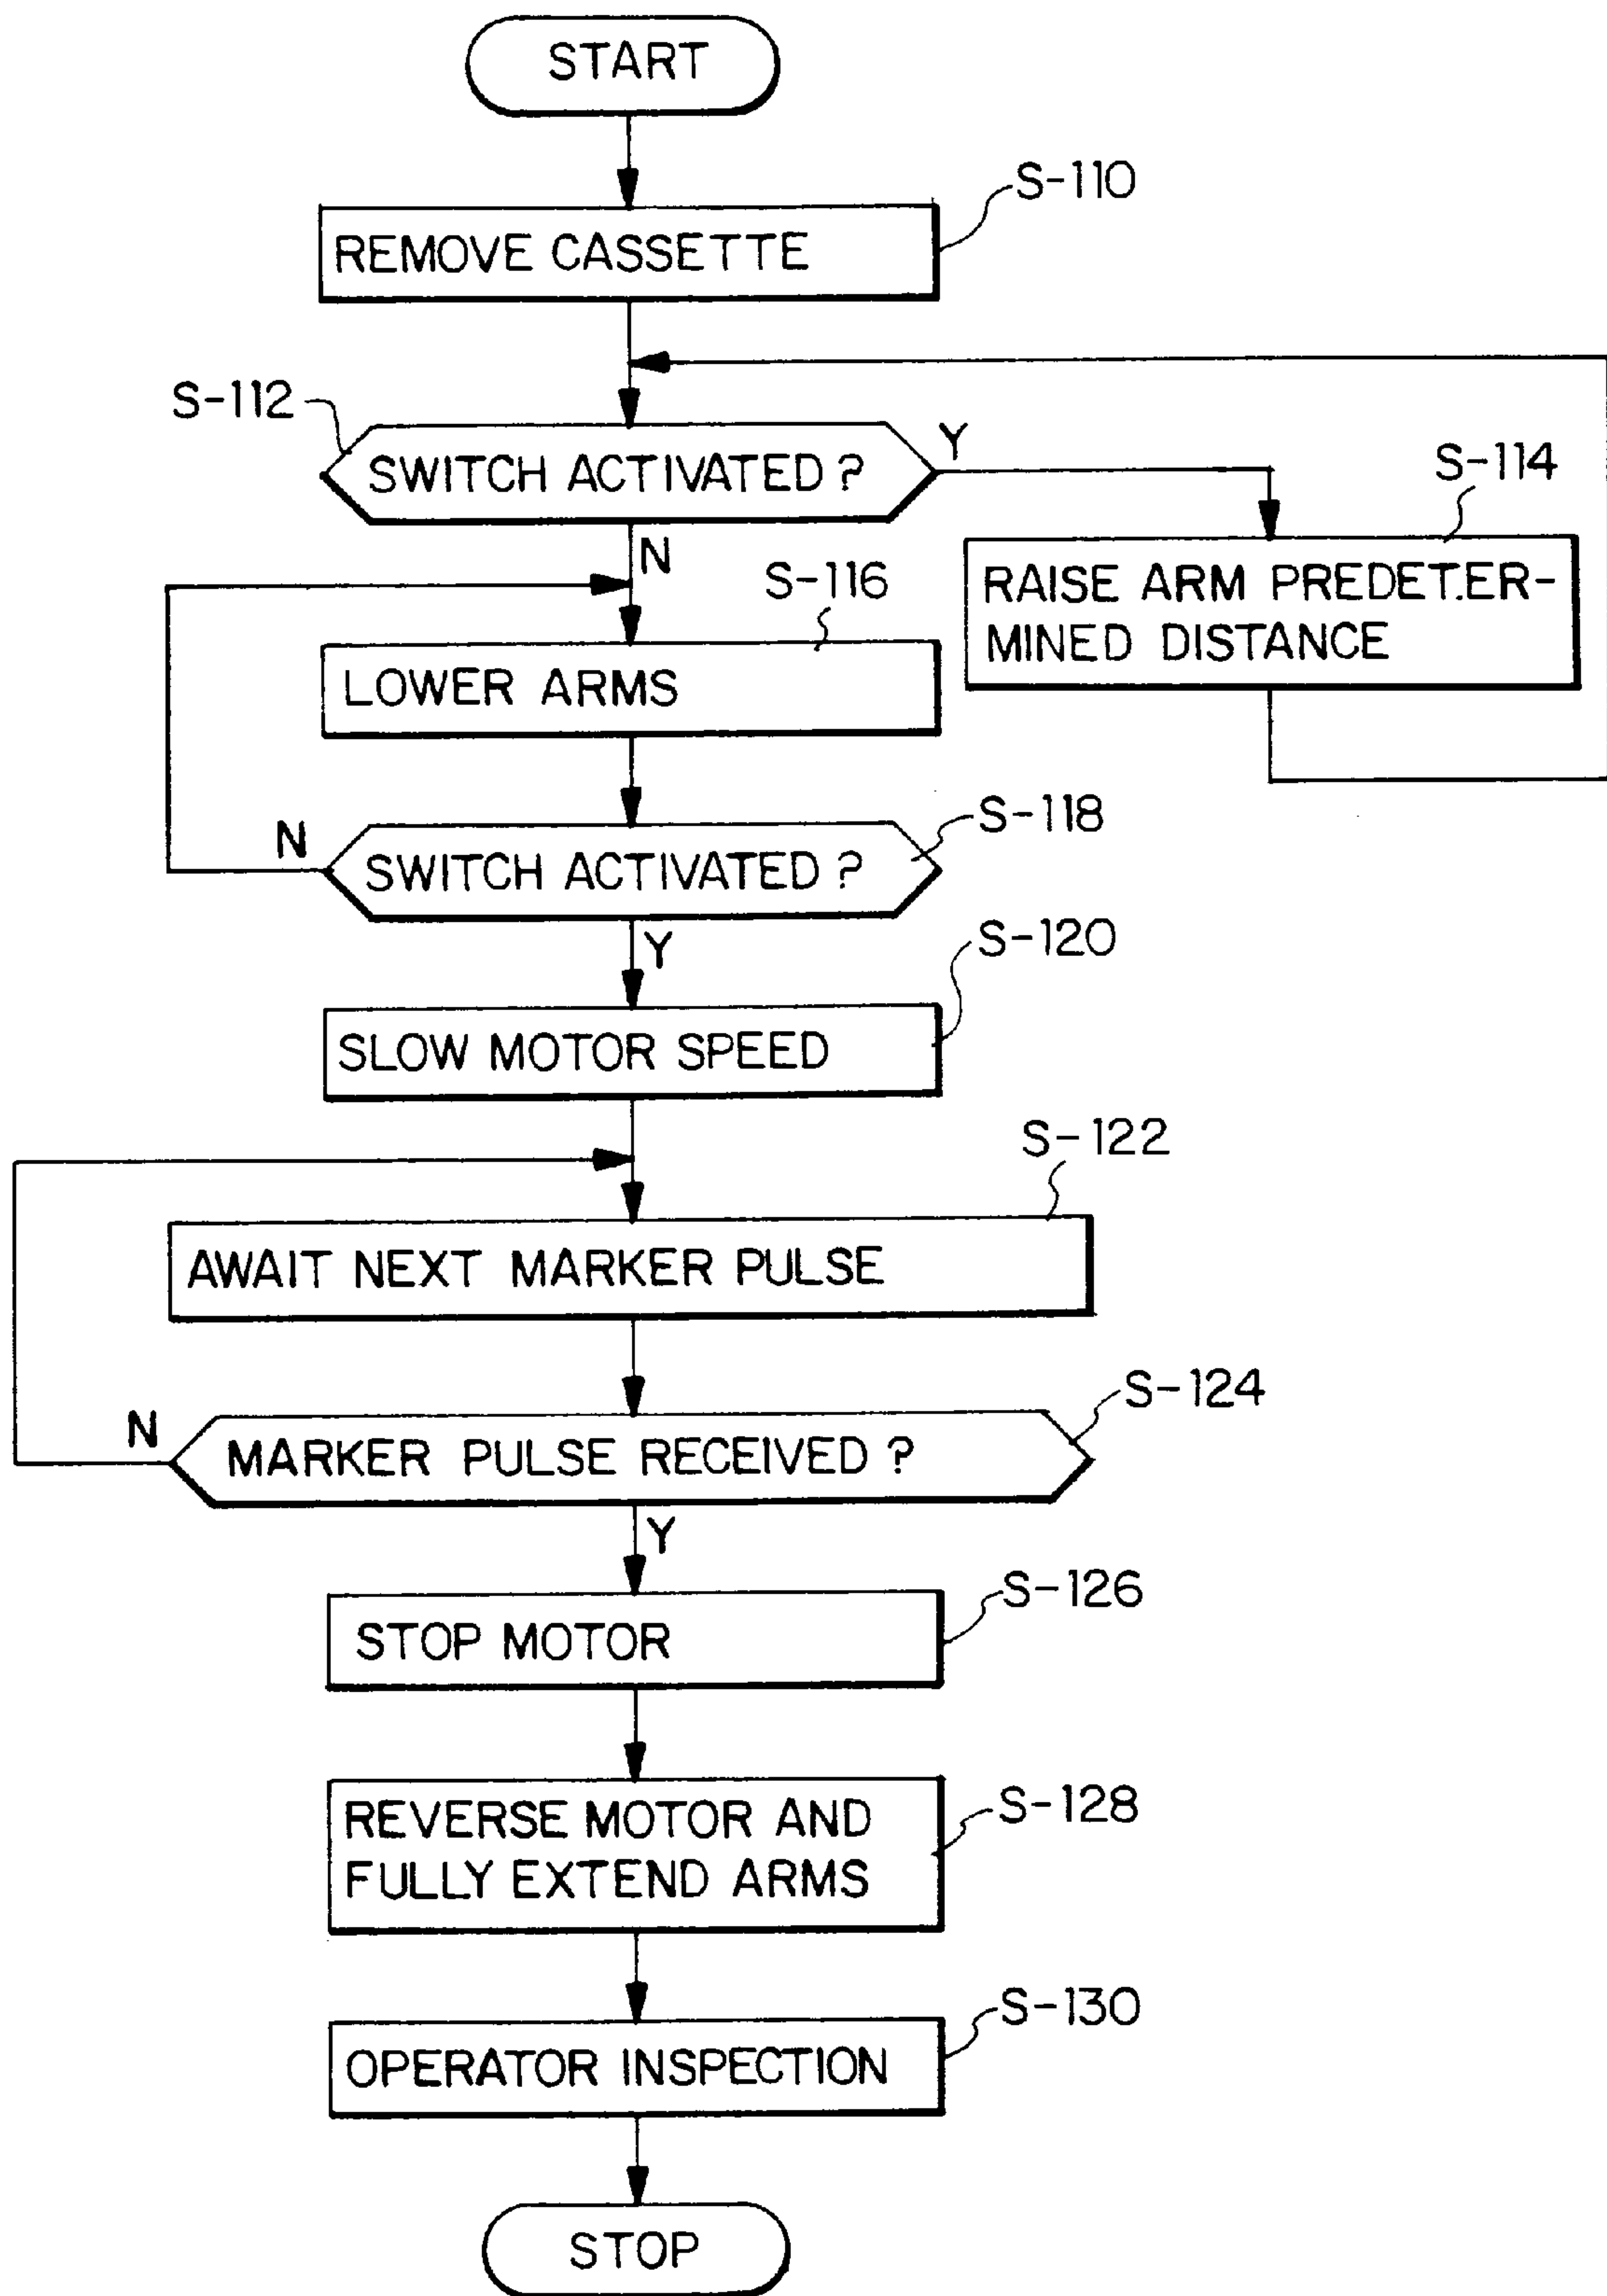 START
S-110
REMOVE CASSETTE
S-112
SWITCH ACTIVATED ?
Y
S-114
RAISE ARM PREDETER-
MINED DISTANCE
N
S-116
LOWER ARMS
S-118
N
SWITCH ACTIVATED ?
Y
S-120
SLOW MOTOR SPEED
S-122
AWAIT NEXT MARKER PULSE
S-124
N
MARKER PULSE RECEIVED ?
Y
S-126
STOP MOTOR
S-128
REVERSE MOTOR AND
FULLY EXTEND ARMS
S-130
OPERATOR INSPECTION
STOP